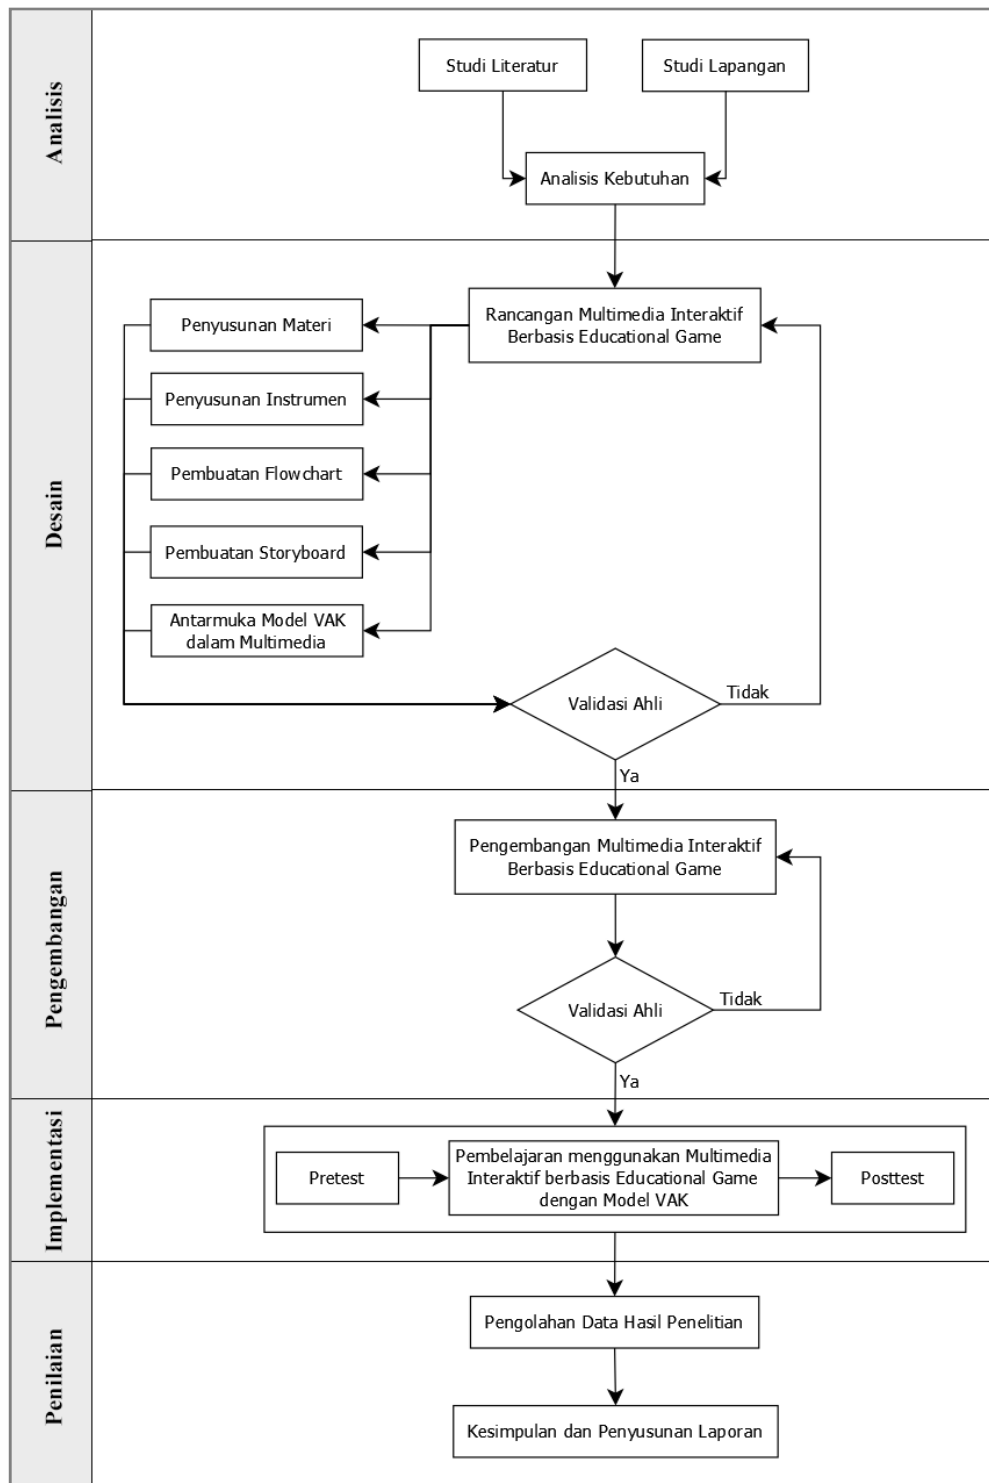 Analisis
Studi Literatur
Studi Lapangan
Analisis Kebutuhan
Desain
Rancangan Multimedia Interaktif
Berbasis Educational Game
Penyusunan Materi
Penyusunan Instrumen
Pembuatan Flowchart
Pembuatan Storyboard
Antarmuka Model VAK
dalam Multimedia
Validasi Ahli
Tidak
Ya
Pengembangan
Pengembangan Multimedia Interaktif
Berbasis Educational Game
Validasi Ahli
Tidak
Ya
Implementasi
Pretest
Pembelajaran menggunakan Multimedia
Interaktif berbasis Educational Game
dengan Model VAK
Posttest
Penilaian
Pengolahan Data Hasil Penelitian
Kesimpulan dan Penyusunan Laporan